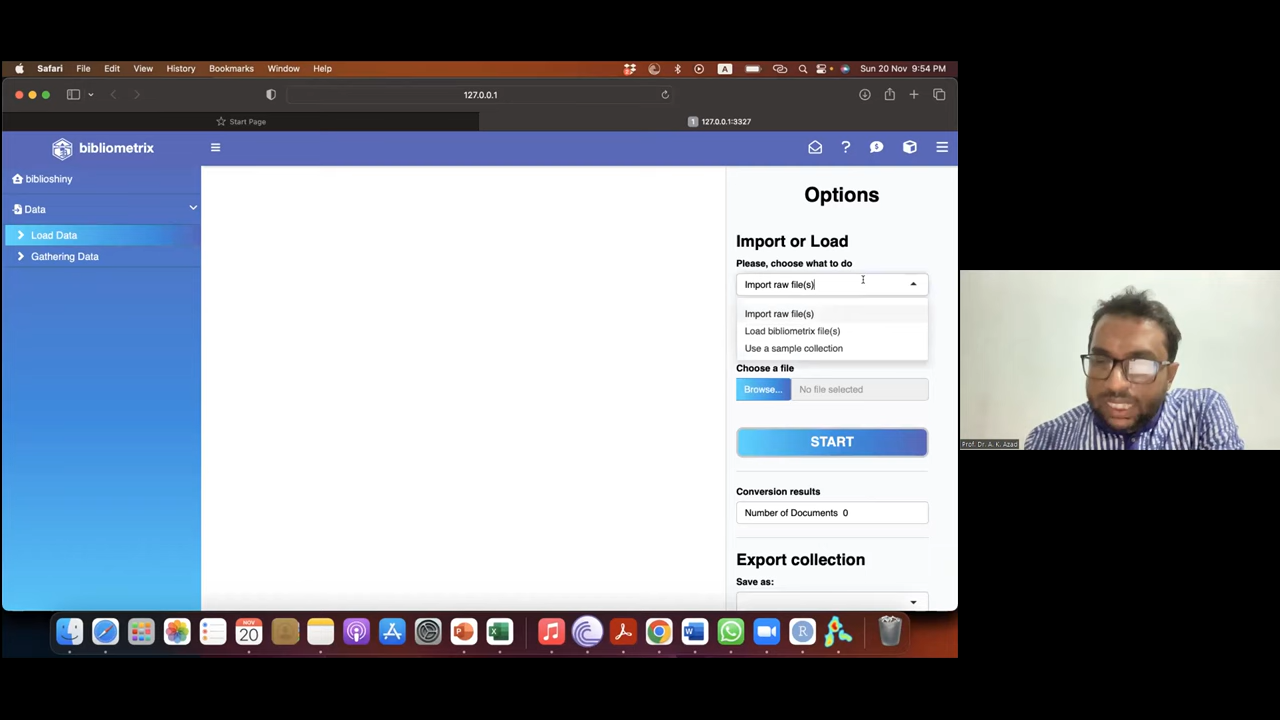 Safari File Edit View History Bookmarks Window Help A Sun 20 Nov 9:54 PM
127.0.0.1
Start Page
1 127.0.0.1:3327
bibliometrix
biblioshiny
Data
Load Data
Gathering Data
Options
Import or Load
Please, choose what to do
Import raw file(s)
Import raw file(s)
Load bibliometrix file(s)
Use a sample collection
Choose a file
Browse... No file selected
START
Conversion results
Number of Documents 0
Export collection
Save as:
NOV
20
Prof. Dr. A. K. Azad